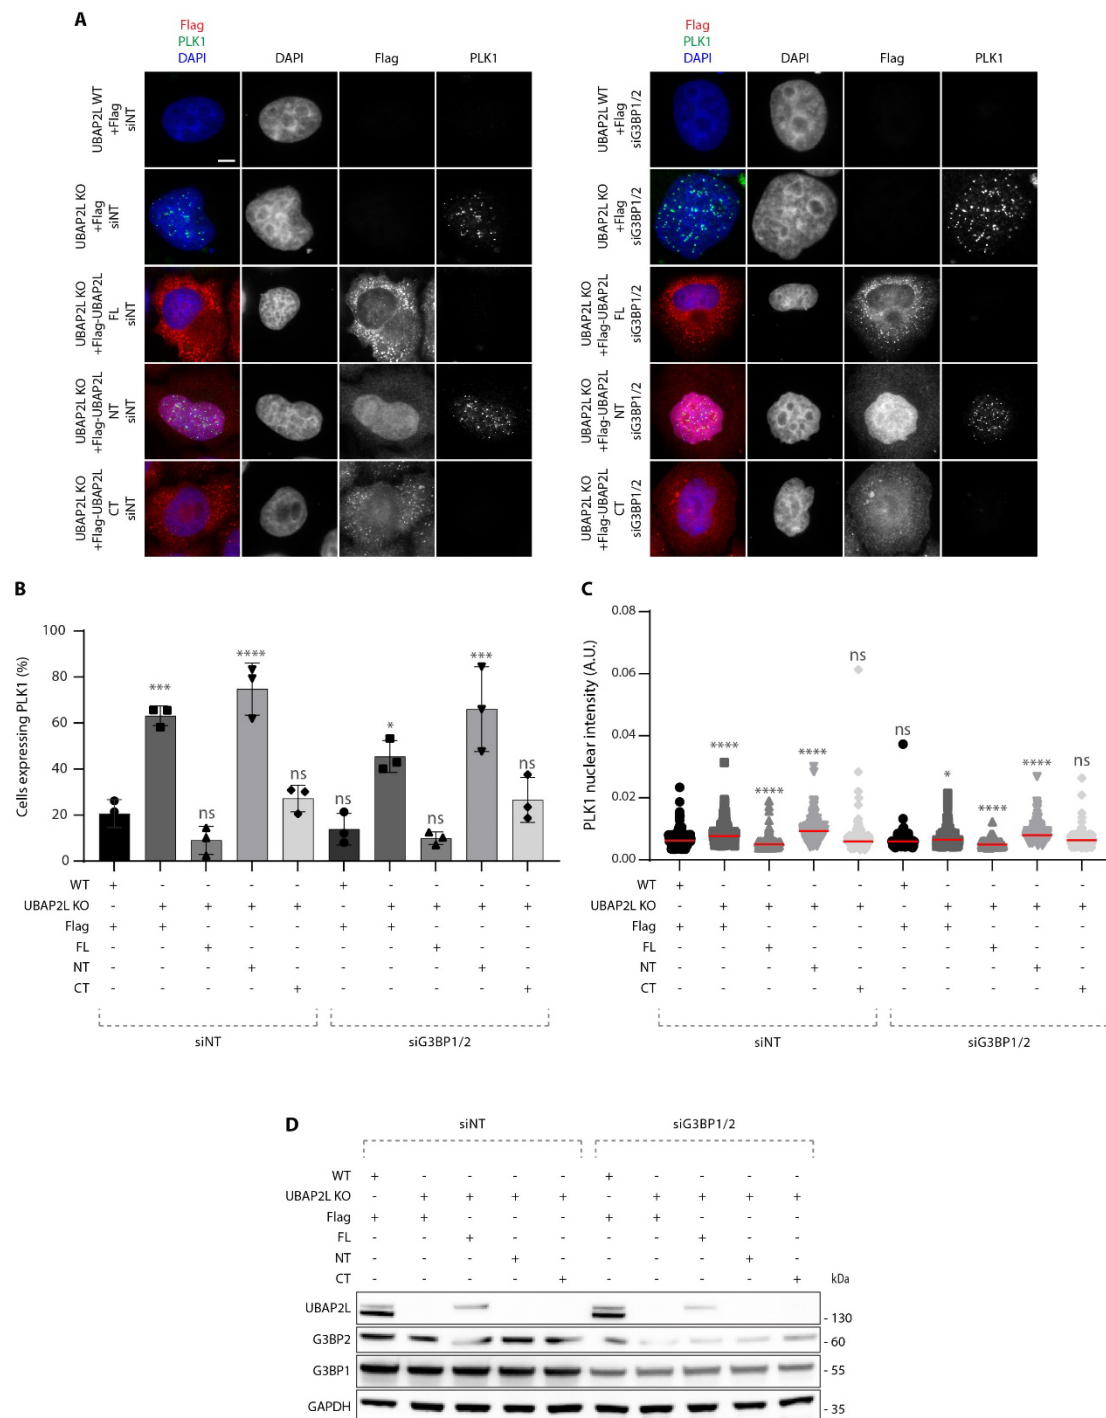 A
Flag
PLK1
DAPI
DAPI
Flag
PLK1
Flag
PLK1
DAPI
DAPI
Flag
PLK1
UBAP2L WT
+Flag
siNT
UBAP2L WT
+Flag
siG3BP1/2
UBAP2L KO
+Flag
siNT
UBAP2L KO
+Flag
siG3BP1/2
UBAP2L KO
+Flag-UBAP2L
FL
siNT
UBAP2L KO
+Flag-UBAP2L
FL
siG3BP1/2
UBAP2L KO
+Flag-UBAP2L
NT
siNT
UBAP2L KO
+Flag-UBAP2L
NT
siG3BP1/2
UBAP2L KO
+Flag-UBAP2L
CT
siNT
UBAP2L KO
+Flag-UBAP2L
CT
siG3BP1/2
B
Cells expressing PLK1 (%)
100
80
60
40
20
0
*** ns **** ns ns * ns *** ns
WT + - - - - + - - - -
UBAP2L KO - + + + + - + + + +
Flag + + - - - + + - - -
FL - - + - - - - + - -
NT - - - + - - - - + -
CT - - - - + - - - - +
siNT siG3BP1/2
C
PLK1 nuclear intensity (A.U.)
0.08
0.06
0.04
0.02
0.00
**** **** **** ns ns * **** **** ns
WT + - - - - + - - - -
UBAP2L KO - + + + + - + + + +
Flag + + - - - + + - - -
FL - - + - - - - + - -
NT - - - + - - - - + -
CT - - - - + - - - - +
siNT siG3BP1/2
D
siNT siG3BP1/2
WT + - - - - + - - - -
UBAP2L KO - + + + + - + + + +
Flag + + - - - + + - - -
FL - - + - - - - + - -
NT - - - + - - - - + -
CT - - - - + - - - - + kDa
UBAP2L - 130
G3BP2 - 60
G3BP1 - 55
GAPDH - 35